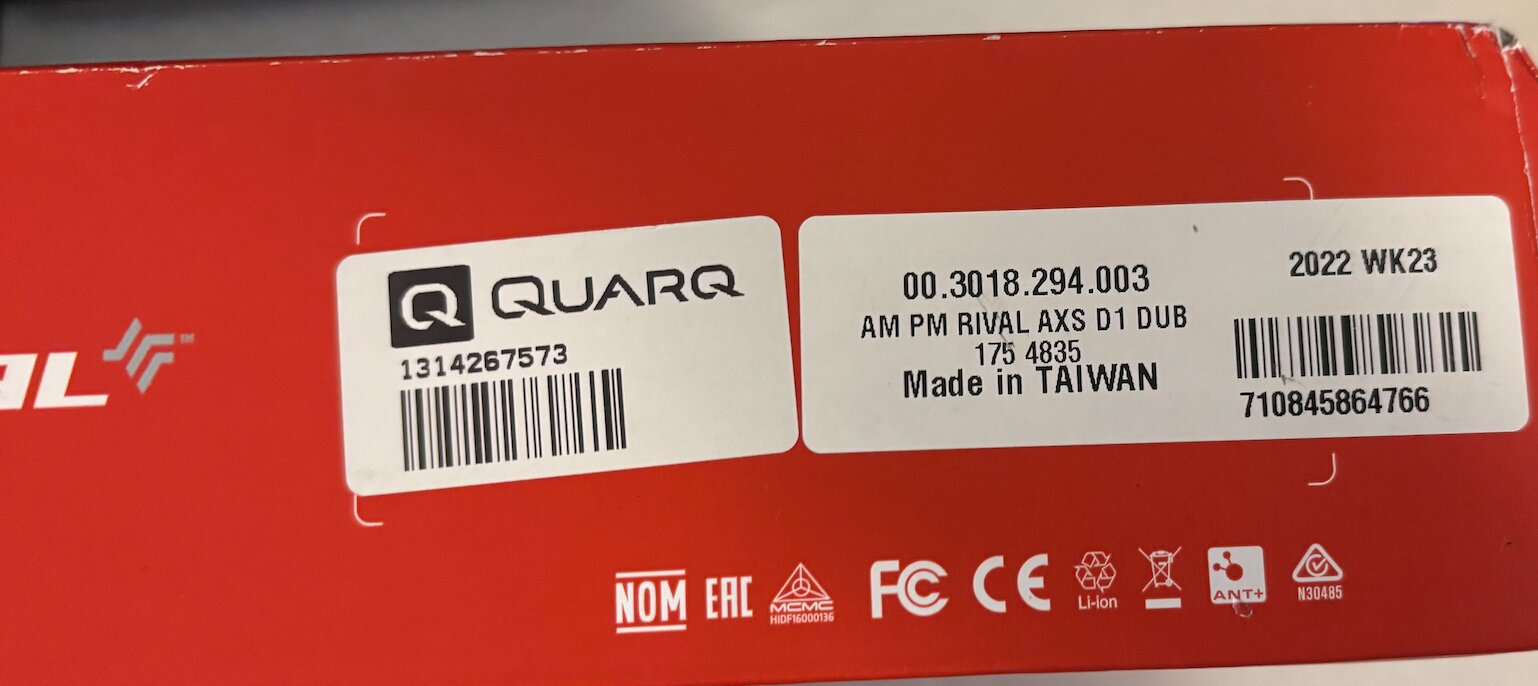 QUARQ
1314267573
00.3018.294.003
AM PM RIVAL AXS D1 DUB
175 4835
Made in TAIWAN
2022 WK23
710845864766
NOM
EAC
MCMC
HIDF16000136
FC
CE
Li-ion
ANT+
N30485